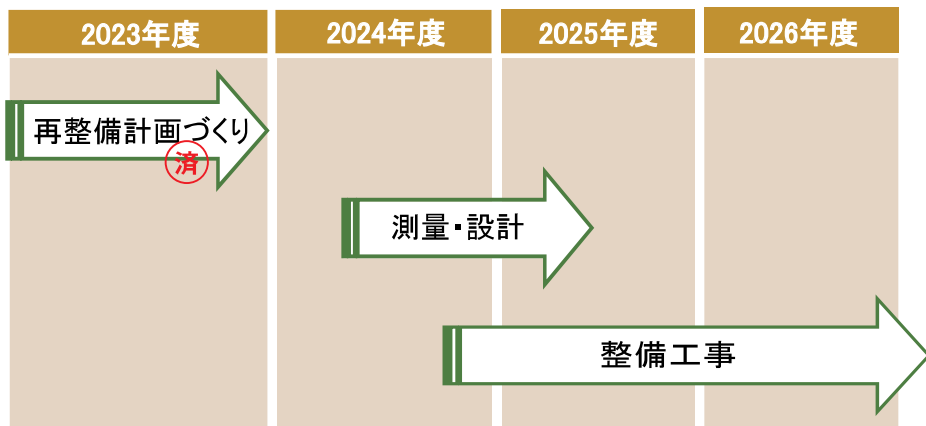 2023年度
2024年度
2025年度
2026年度
再整備計画づくり
済
測量・設計
整備工事